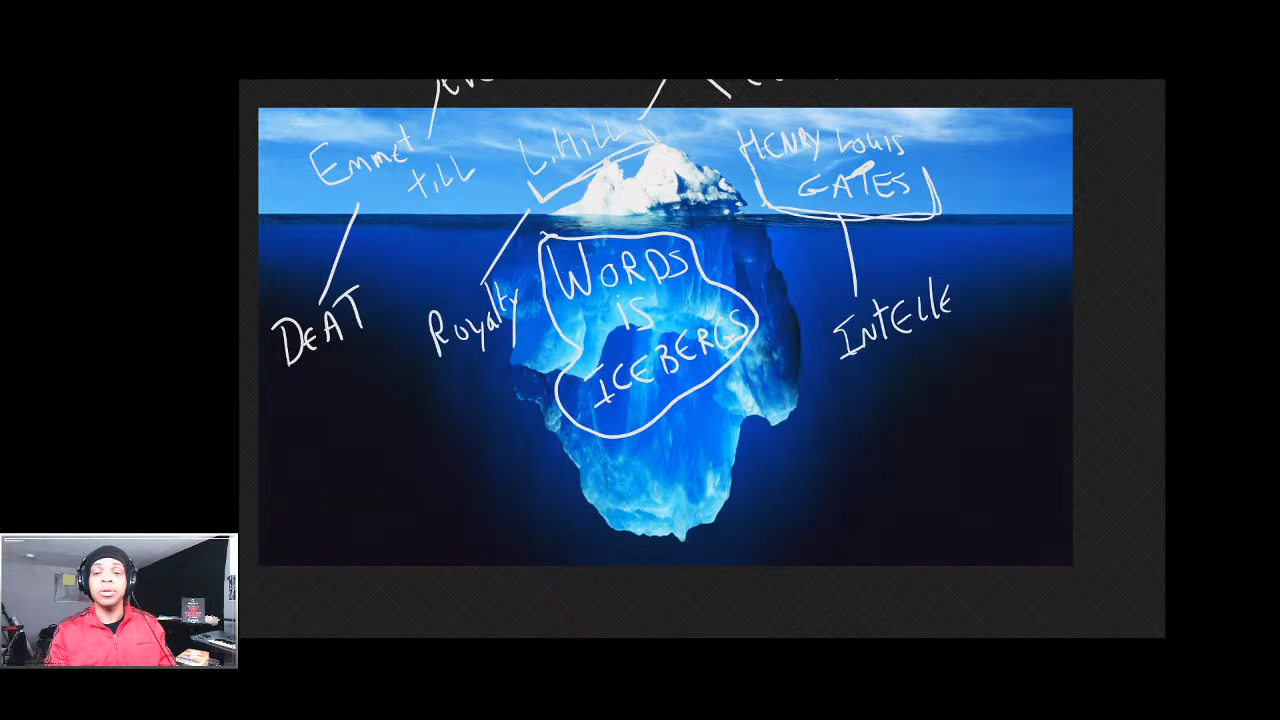 Emmet
till
L. Hill
HENRY LOUIS
GATES
DEAT
Royalty
WORDS
IS
ICEBERGS
INtELLE